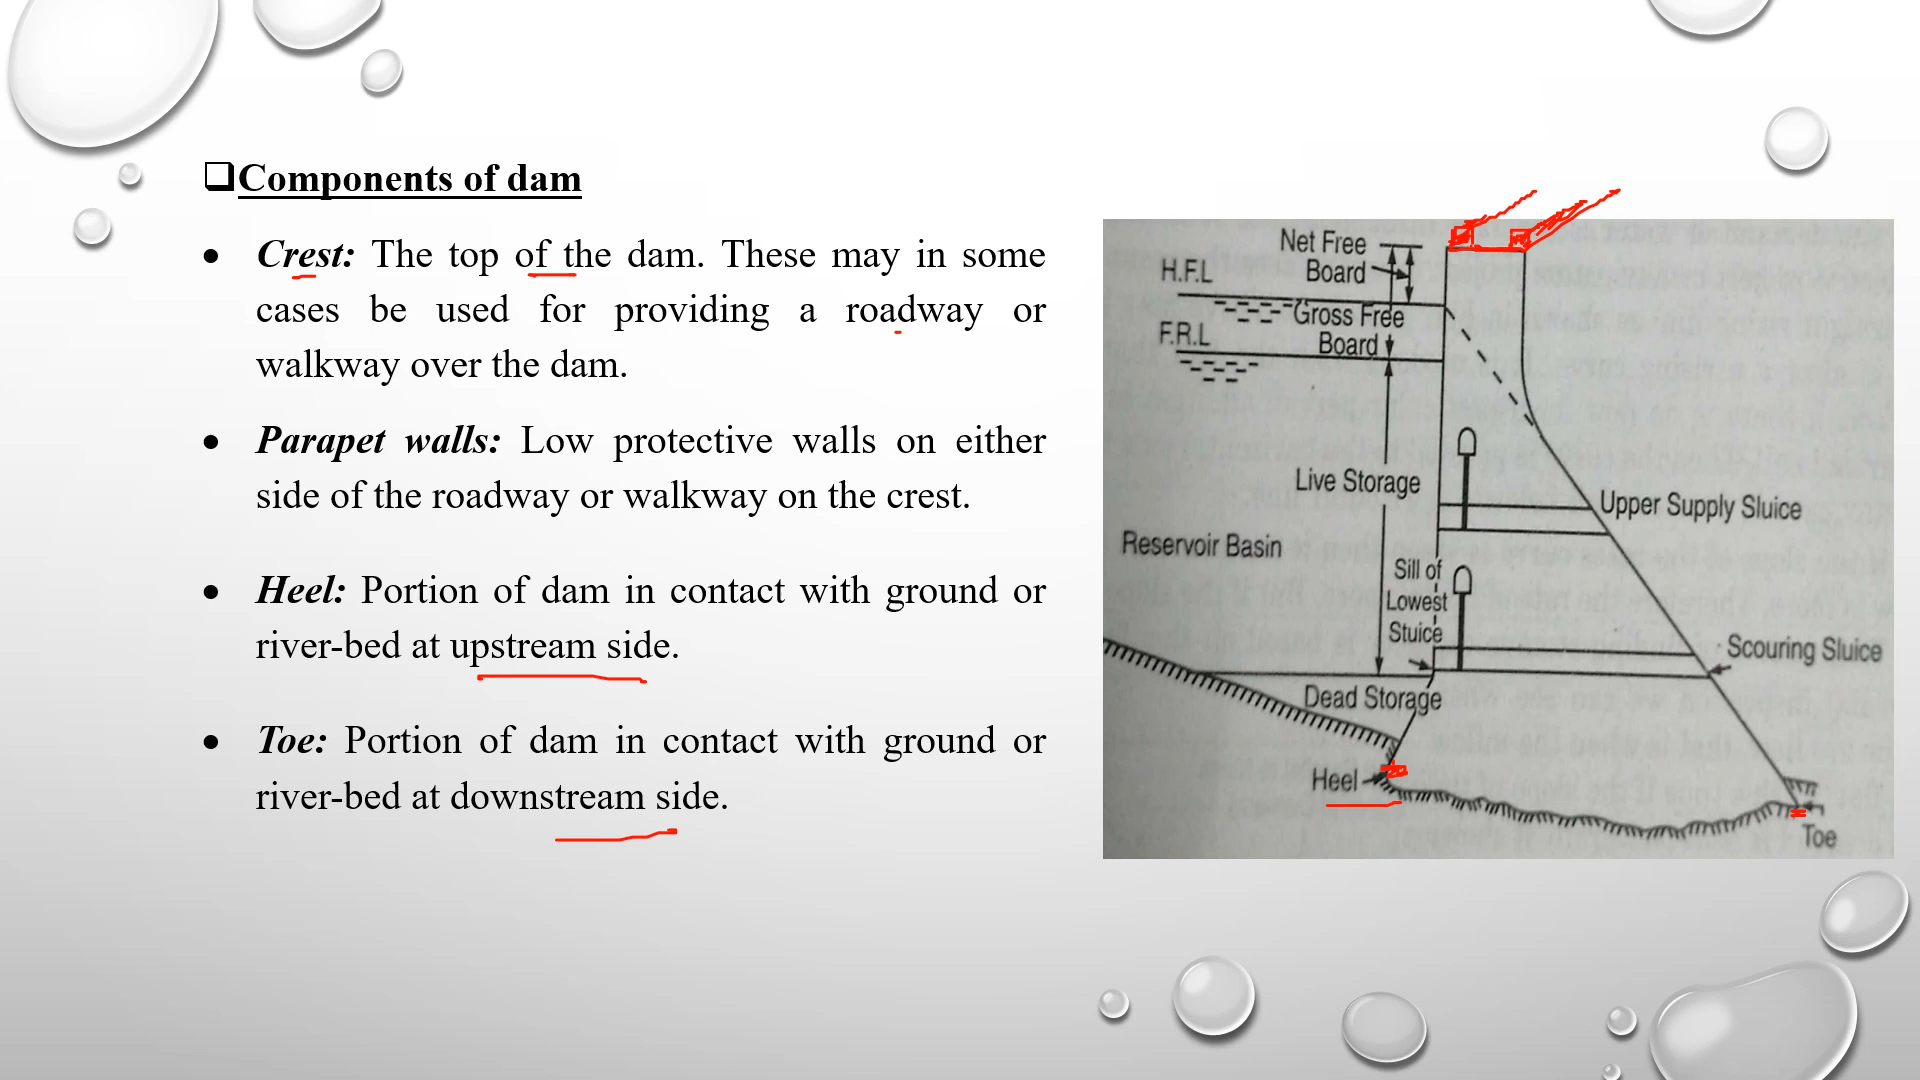 ❑Components of dam
• Crest: The top of the dam. These may in some
cases be used for providing a roadway or
walkway over the dam.
• Parapet walls: Low protective walls on either
side of the roadway or walkway on the crest.
• Heel: Portion of dam in contact with ground or
river-bed at upstream side.
• Toe: Portion of dam in contact with ground or
river-bed at downstream side.
Net Free
Board
H.F.L
Gross Free
Board
F.R.L
Live Storage
Upper Supply Sluice
Reservoir Basin
Sill of
Lowest
Stuice
Scouring Sluice
Dead Storage
Heel
Toe